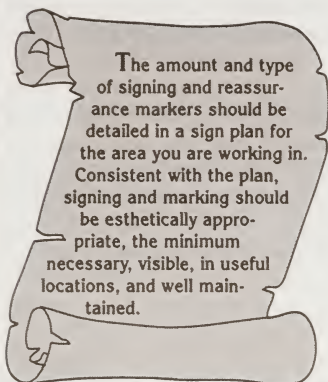 The amount and type
of signing and reassur-
ance markers should be
detailed in a sign plan for
the area you are working in.
Consistent with the plan,
signing and marking should
be esthetically appro-
priate, the minimum
necessary, visible, in useful
locations, and well main-
tained.